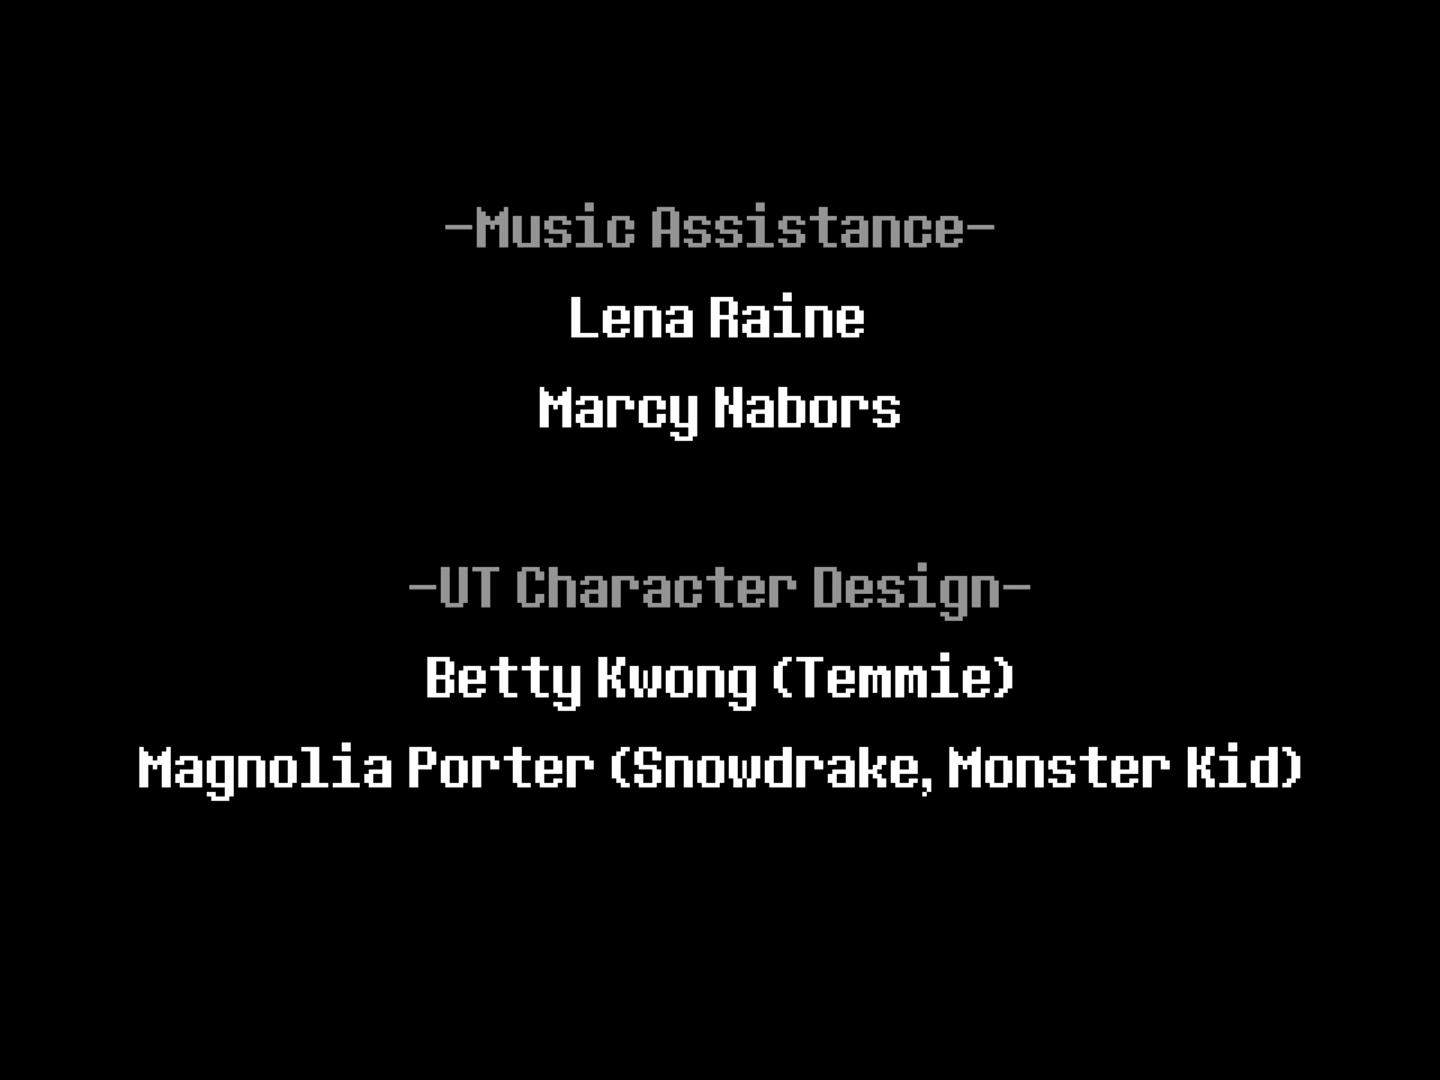 -Music Assistance-
Lena Raine
Marcy Nabors
-UT Character Design-
Betty Kwong (Temmie)
Magnolia Porter (Snowdrake, Monster Kid)